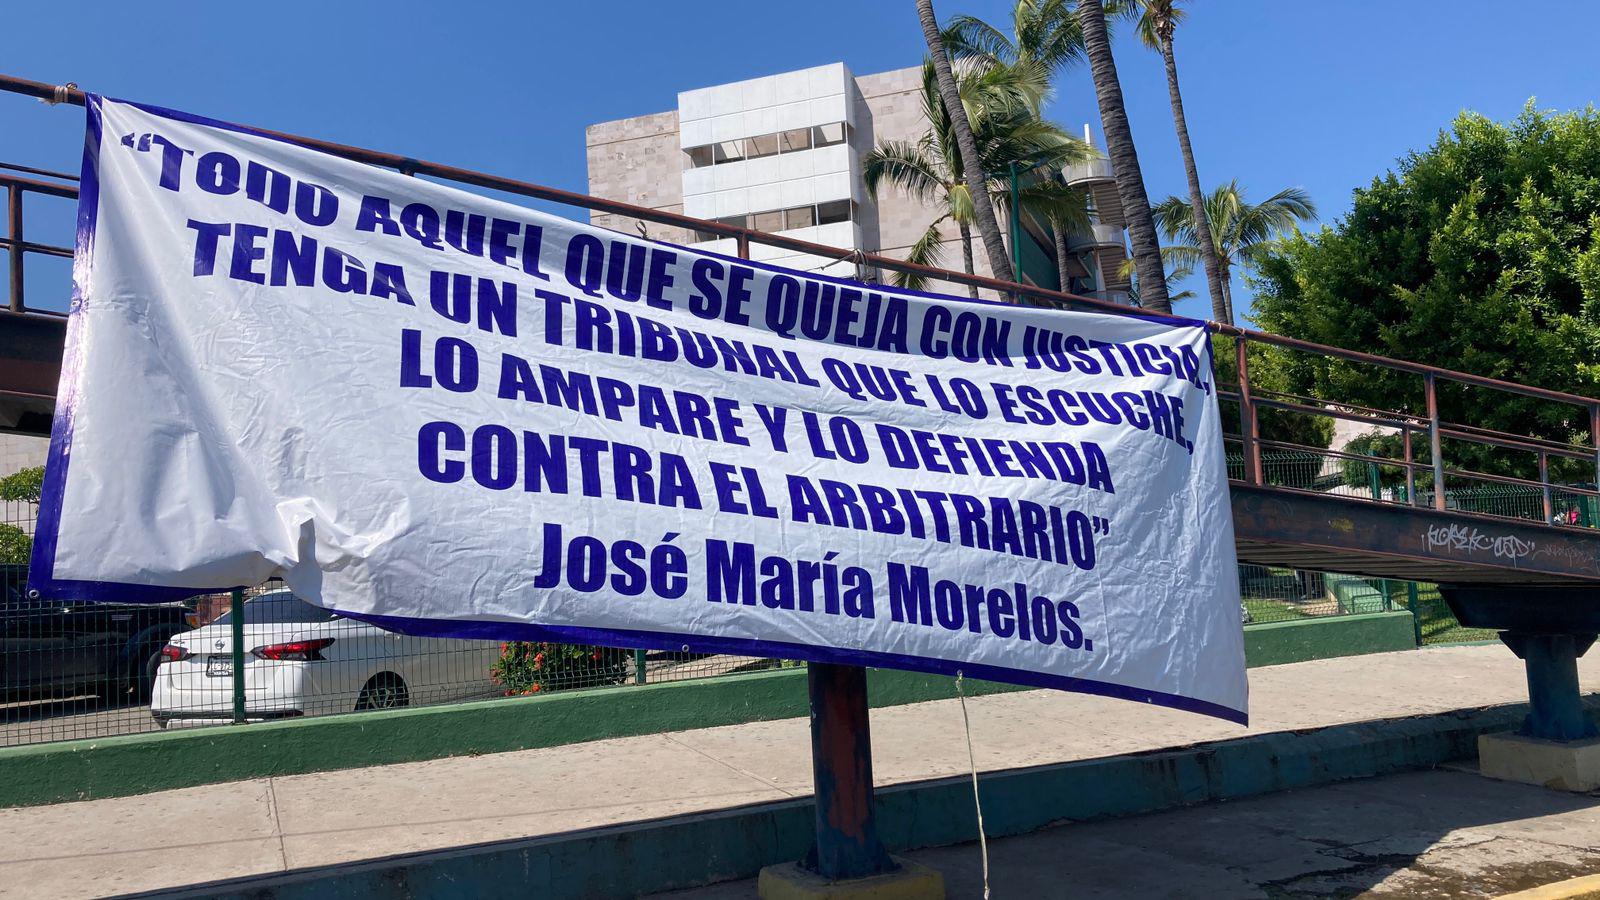 “TODO AQUEL QUE SE QUEJA CON JUSTICIA,
TENGA UN TRIBUNAL QUE LO ESCUCHE,
LO AMPARE Y LO DEFIENDA
CONTRA EL ARBITRARIO”
José María Morelos.